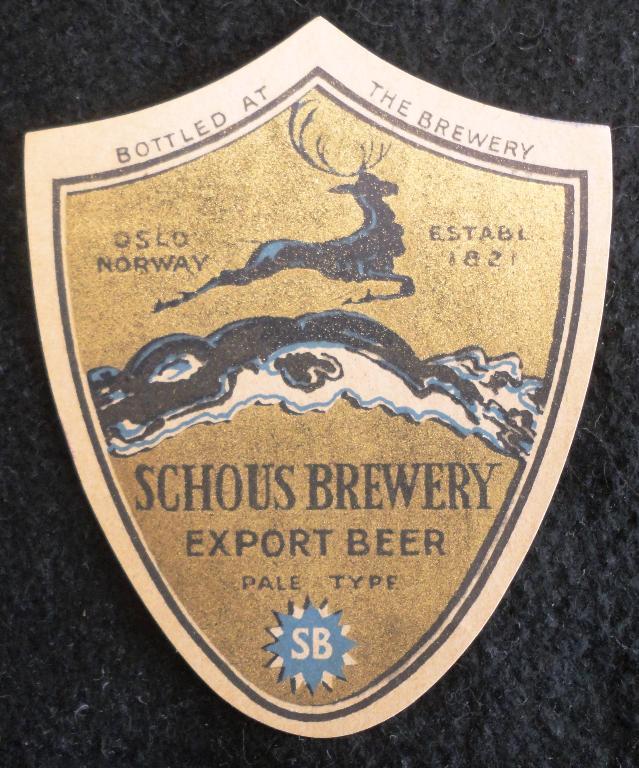 BOTTLED AT THE BREWERY
OSLO
NORWAY
ESTABL
1821
SCHOUS BREWERY
EXPORT BEER
PALE TYPE
SB